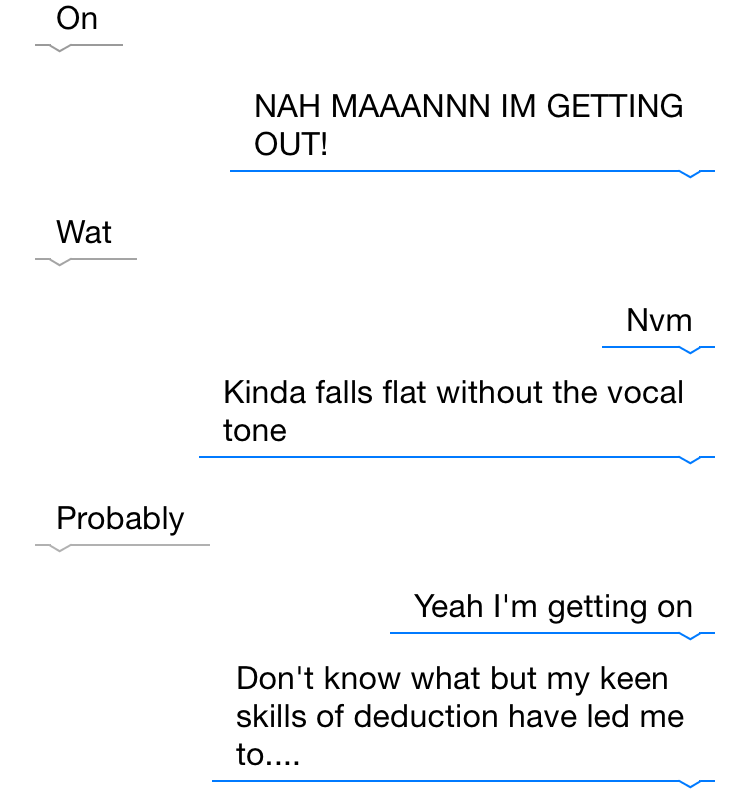 On
NAH MAAANNN IM GETTING
OUT!
Wat
Nvm
Kinda falls flat without the vocal
tone
Probably
Yeah I'm getting on
Don't know what but my keen
skills of deduction have led me
to....